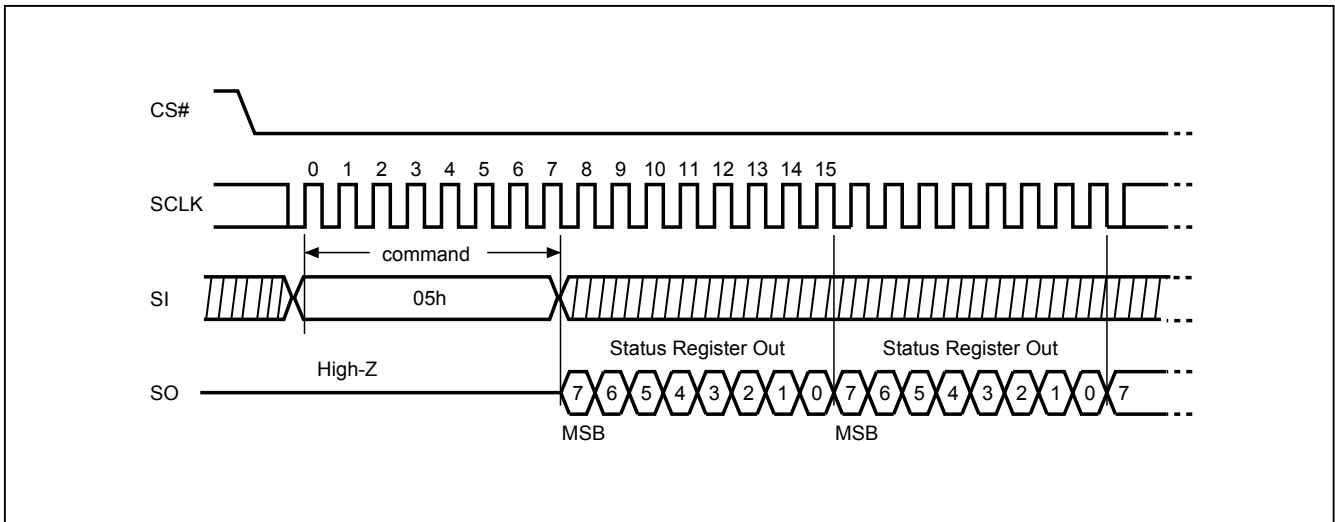 CS#
0 1 2 3 4 5 6 7 8 9 10 11 12 13 14 15
SCLK
command
SI
05h
Status Register Out Status Register Out
High-Z
SO
7 6 5 4 3 2 1 0 7 6 5 4 3 2 1 0 7
MSB MSB